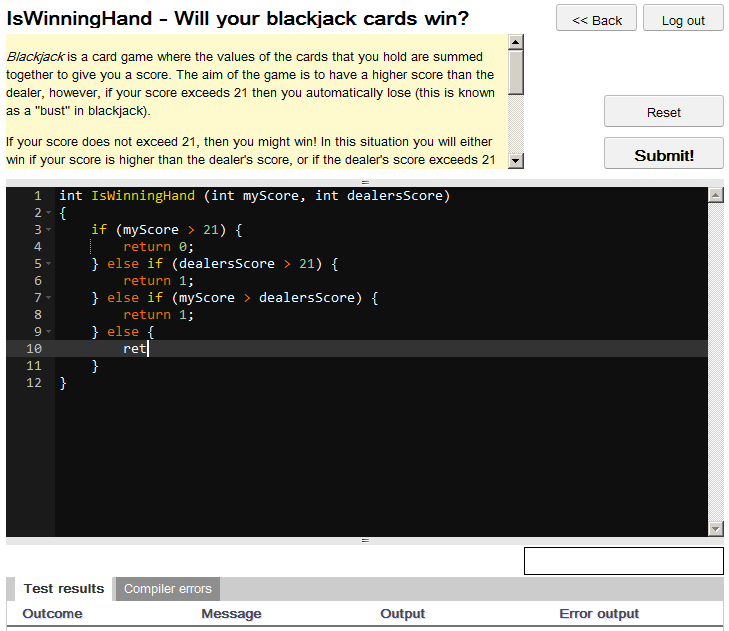 IsWinningHand - Will your blackjack cards win?
<< Back
Log out
Blackjack is a card game where the values of the cards that you hold are summed
together to give you a score. The aim of the game is to have a higher score than the
dealer, however, if your score exceeds 21 then you automatically lose (this is known
as a "bust" in blackjack).
If your score does not exceed 21, then you might win! In this situation you will either
win if your score is higher than the dealer's score, or if the dealer's score exceeds 21
Reset
Submit!
1 int IsWinningHand (int myScore, int dealersScore)
2 {
3     if (myScore > 21) {
4         return 0;
5     } else if (dealersScore > 21) {
6         return 1;
7     } else if (myScore > dealersScore) {
8         return 1;
9     } else {
10         ret
11     }
12 }
Test results
Compiler errors
Outcome Message Output Error output